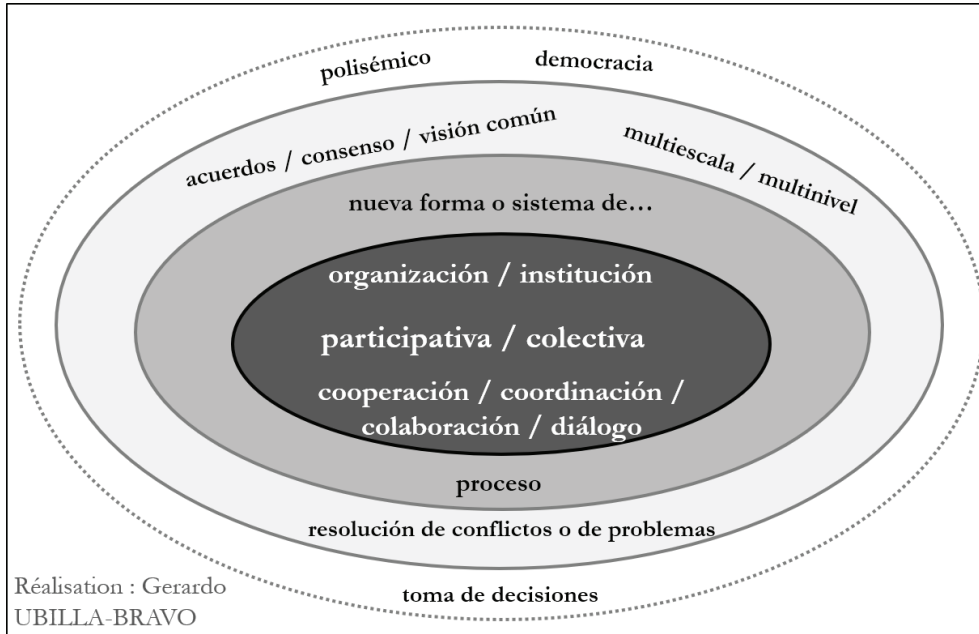 polisémico
democracia
acuerdos / consenso / visión común
multiescala / multinivel
nueva forma o sistema de…
organización / institución
participativa / colectiva
cooperación / coordinación /
colaboración / diálogo
proceso
resolución de conflictos o de problemas
toma de decisiones
Réalisation : Gerardo
UBILLA-BRAVO